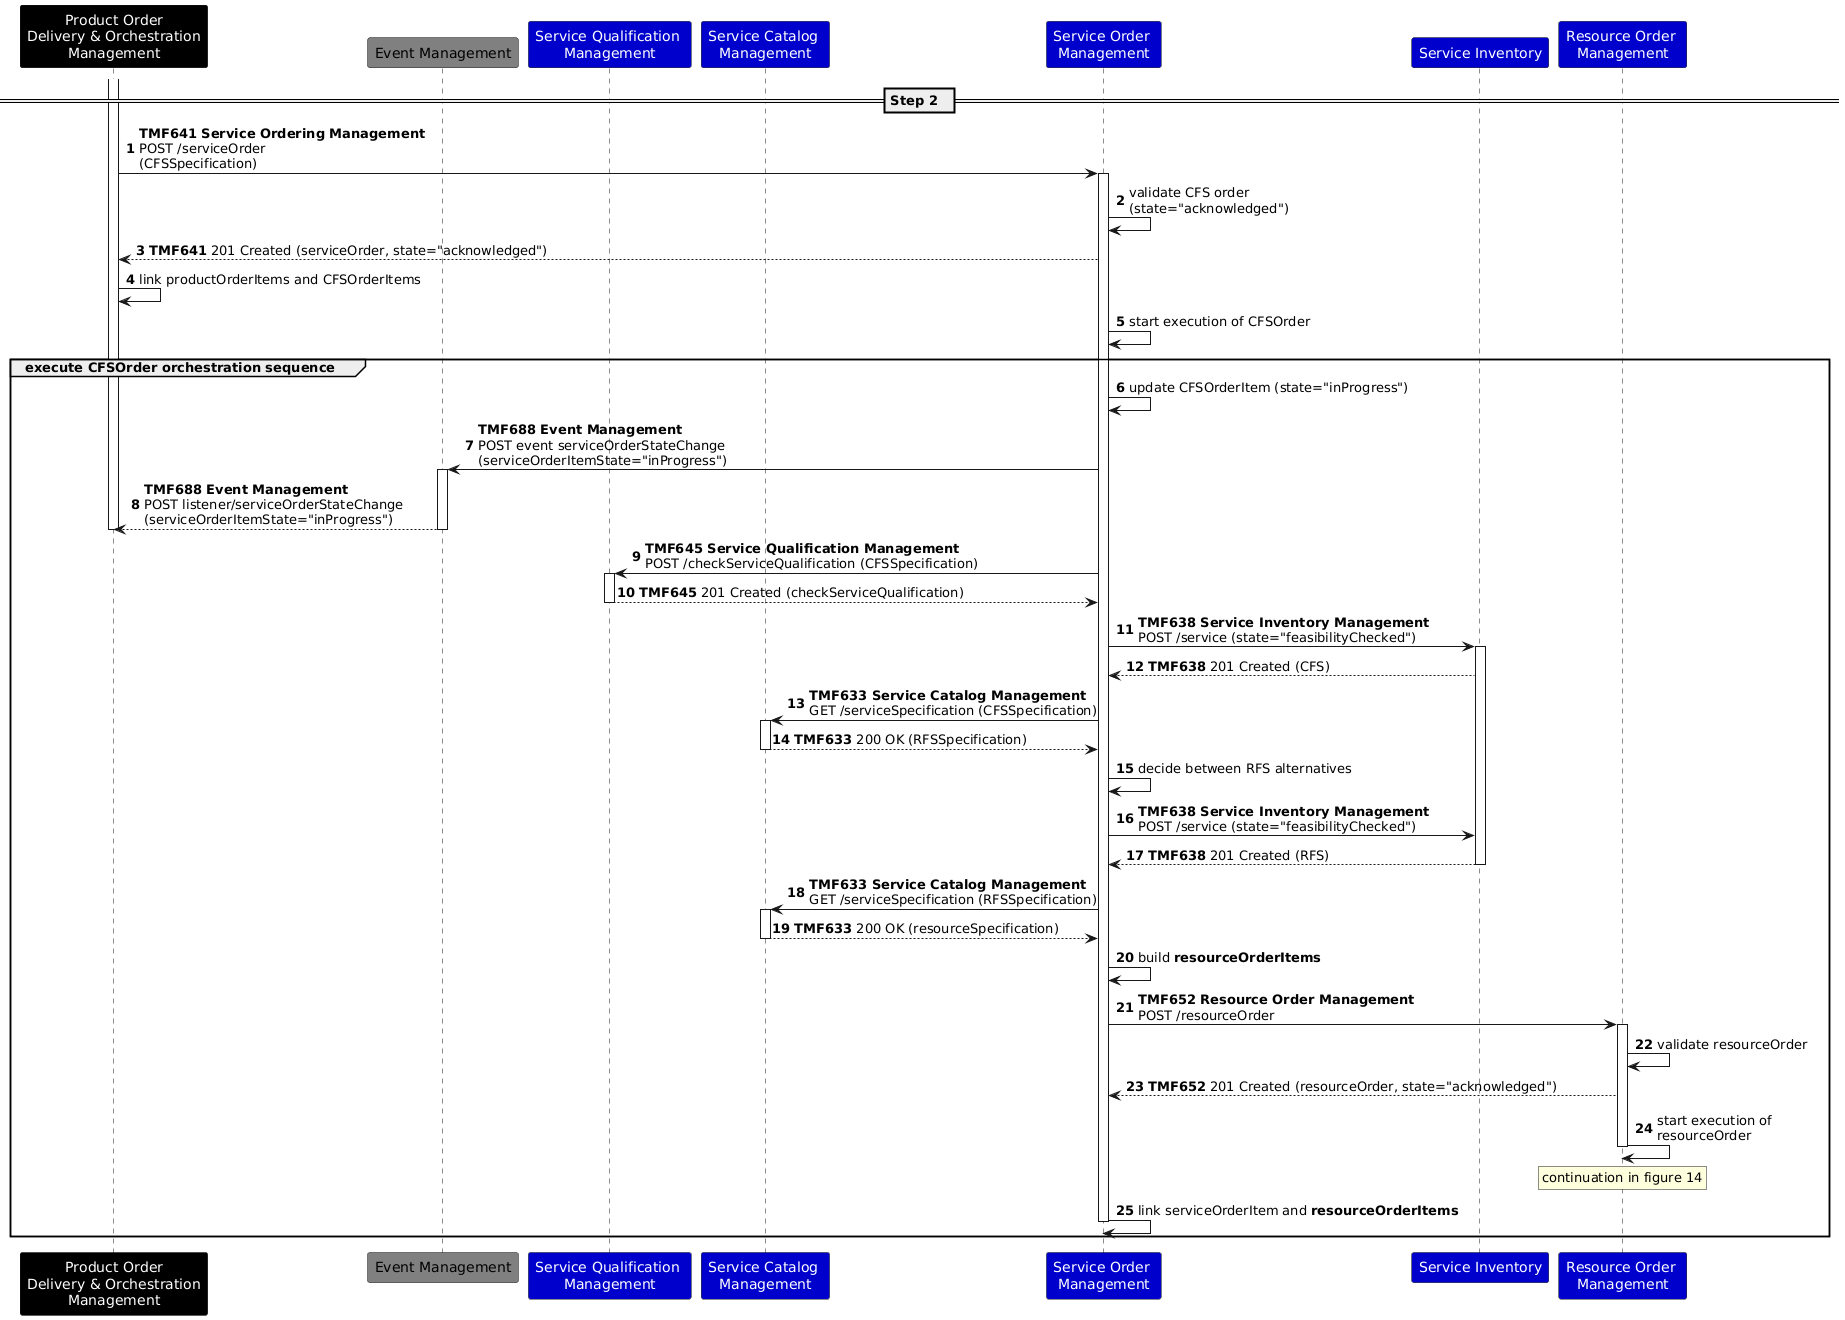 Product Order
Delivery & Orchestration
Management
Event Management
Service Qualification
Management
Service Catalog
Management
Service Order
Management
Service Inventory
Resource Order
Management
Step 2
TMF641 Service Ordering Management
1 POST /serviceOrder
(CFSSpecification)
validate CFS order
2
(state="acknowledged")
3 TMF641 201 Created (serviceOrder, state="acknowledged")
4 link productOrderItems and CFSOrderItems
5 start execution of CFSOrder
execute CFSOrder orchestration sequence
6 update CFSOrderItem (state="inProgress")
TMF688 Event Management
7 POST event serviceOrderStateChange
(serviceOrderItemState="inProgress")
TMF688 Event Management
8 POST listener/serviceOrderStateChange
(serviceOrderItemState="inProgress")
TMF645 Service Qualification Management
9
POST /checkServiceQualification (CFSSpecification)
10 TMF645 201 Created (checkServiceQualification)
TMF638 Service Inventory Management
11
POST /service (state="feasibilityChecked")
12 TMF638 201 Created (CFS)
TMF633 Service Catalog Management
13
GET /serviceSpecification (CFSSpecification)
14 TMF633 200 OK (RFSSpecification)
15 decide between RFS alternatives
TMF638 Service Inventory Management
16
POST /service (state="feasibilityChecked")
17 TMF638 201 Created (RFS)
TMF633 Service Catalog Management
18
GET /serviceSpecification (RFSSpecification)
19 TMF633 200 OK (resourceSpecification)
20 build resourceOrderItems
TMF652 Resource Order Management
21
POST /resourceOrder
22 validate resourceOrder
23 TMF652 201 Created (resourceOrder, state="acknowledged")
start execution of
24
resourceOrder
continuation in figure 14
25 link serviceOrderItem and resourceOrderItems
Product Order
Delivery & Orchestration
Management
Event Management
Service Qualification
Management
Service Catalog
Management
Service Order
Management
Service Inventory
Resource Order
Management